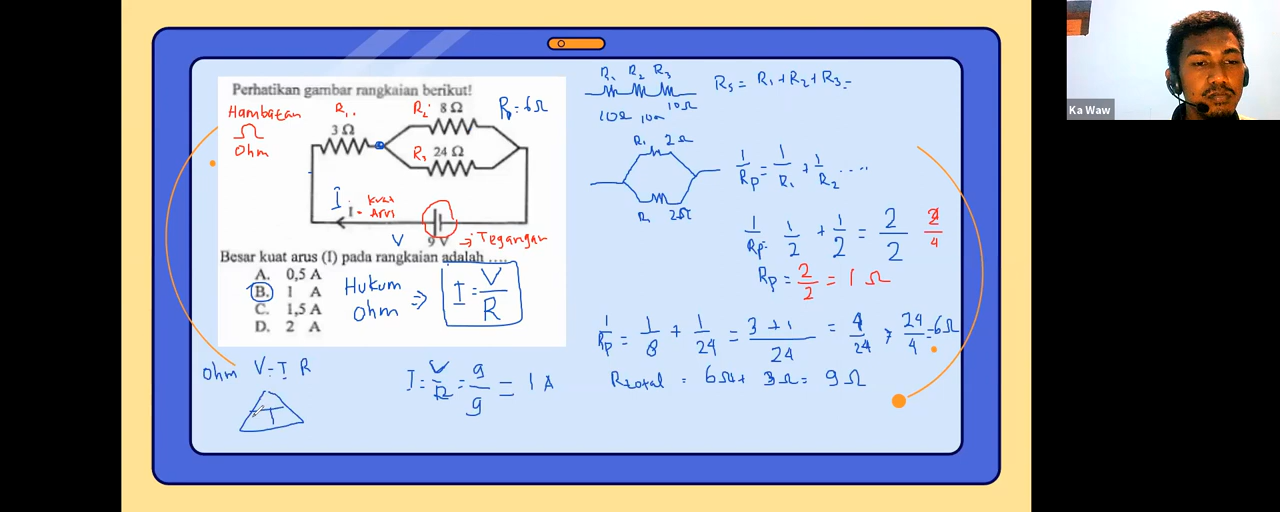 Perhatikan gambar rangkaian berikut!
Hambatan
Ω
Ohm
R₁
3 Ω
R₂ 8 Ω
Rp = 6Ω
R₃ 24 Ω
I
I - kuat
Arus
V
9 V → Tegangan
Besar kuat arus (I) pada rangkaian adalah ....
A. 0,5 A
B. 1 A
C. 1,5 A
D. 2 A
Hukum
Ohm ⇒ I = V/R
Ohm V = I R
I = V/R = 9/9 = 1 A
R₁ R₂ R₃
10Ω 10Ω 10Ω
Rs = R₁ + R₂ + R₃ =
R₁ 2Ω
R 2Ω
1/Rp = 1/R₁ + 1/R₂ ....
1/Rp = 1/2 + 1/2 = 2/2 2/4
Rp = 2/2 = 1 Ω
1/Rp = 1/8 + 1/24 = 3+1/24 = 4/24 > 24/4 = 6Ω
Rtotal = 6Ω + 3Ω = 9Ω
Ka Waw